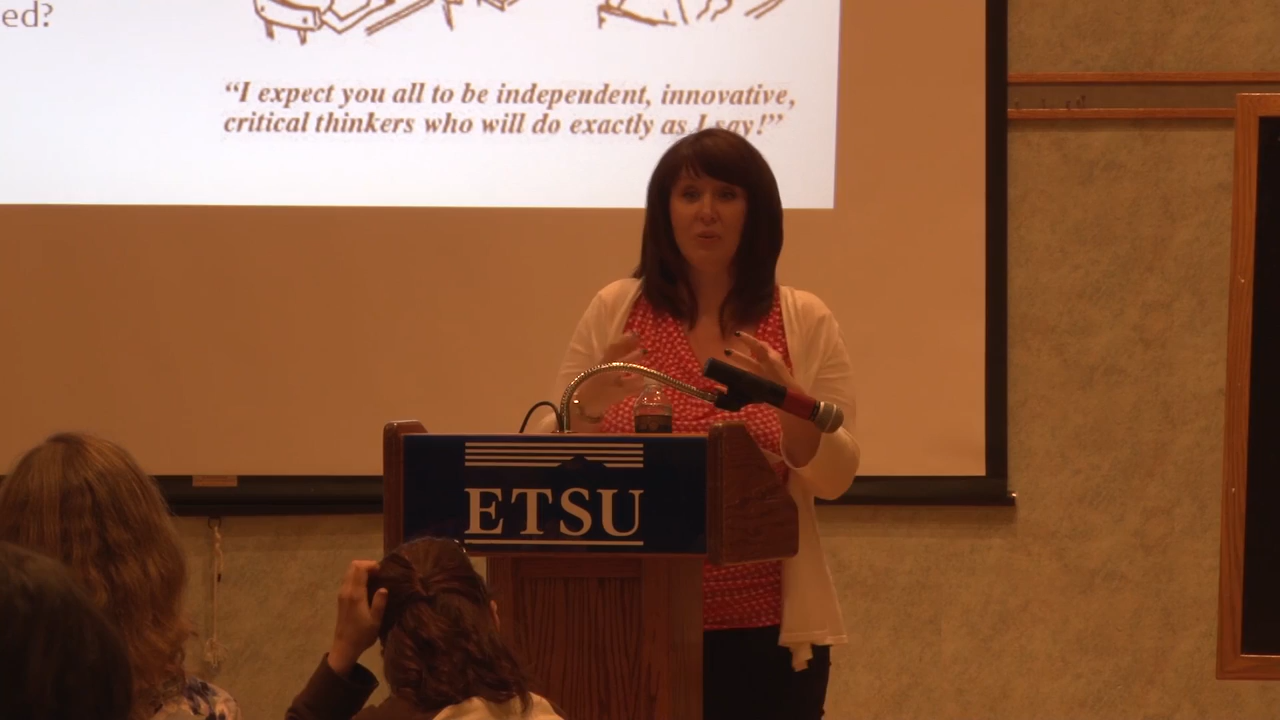 ed?
“I expect you all to be independent, innovative,
critical thinkers who will do exactly as I say!”
ETSU